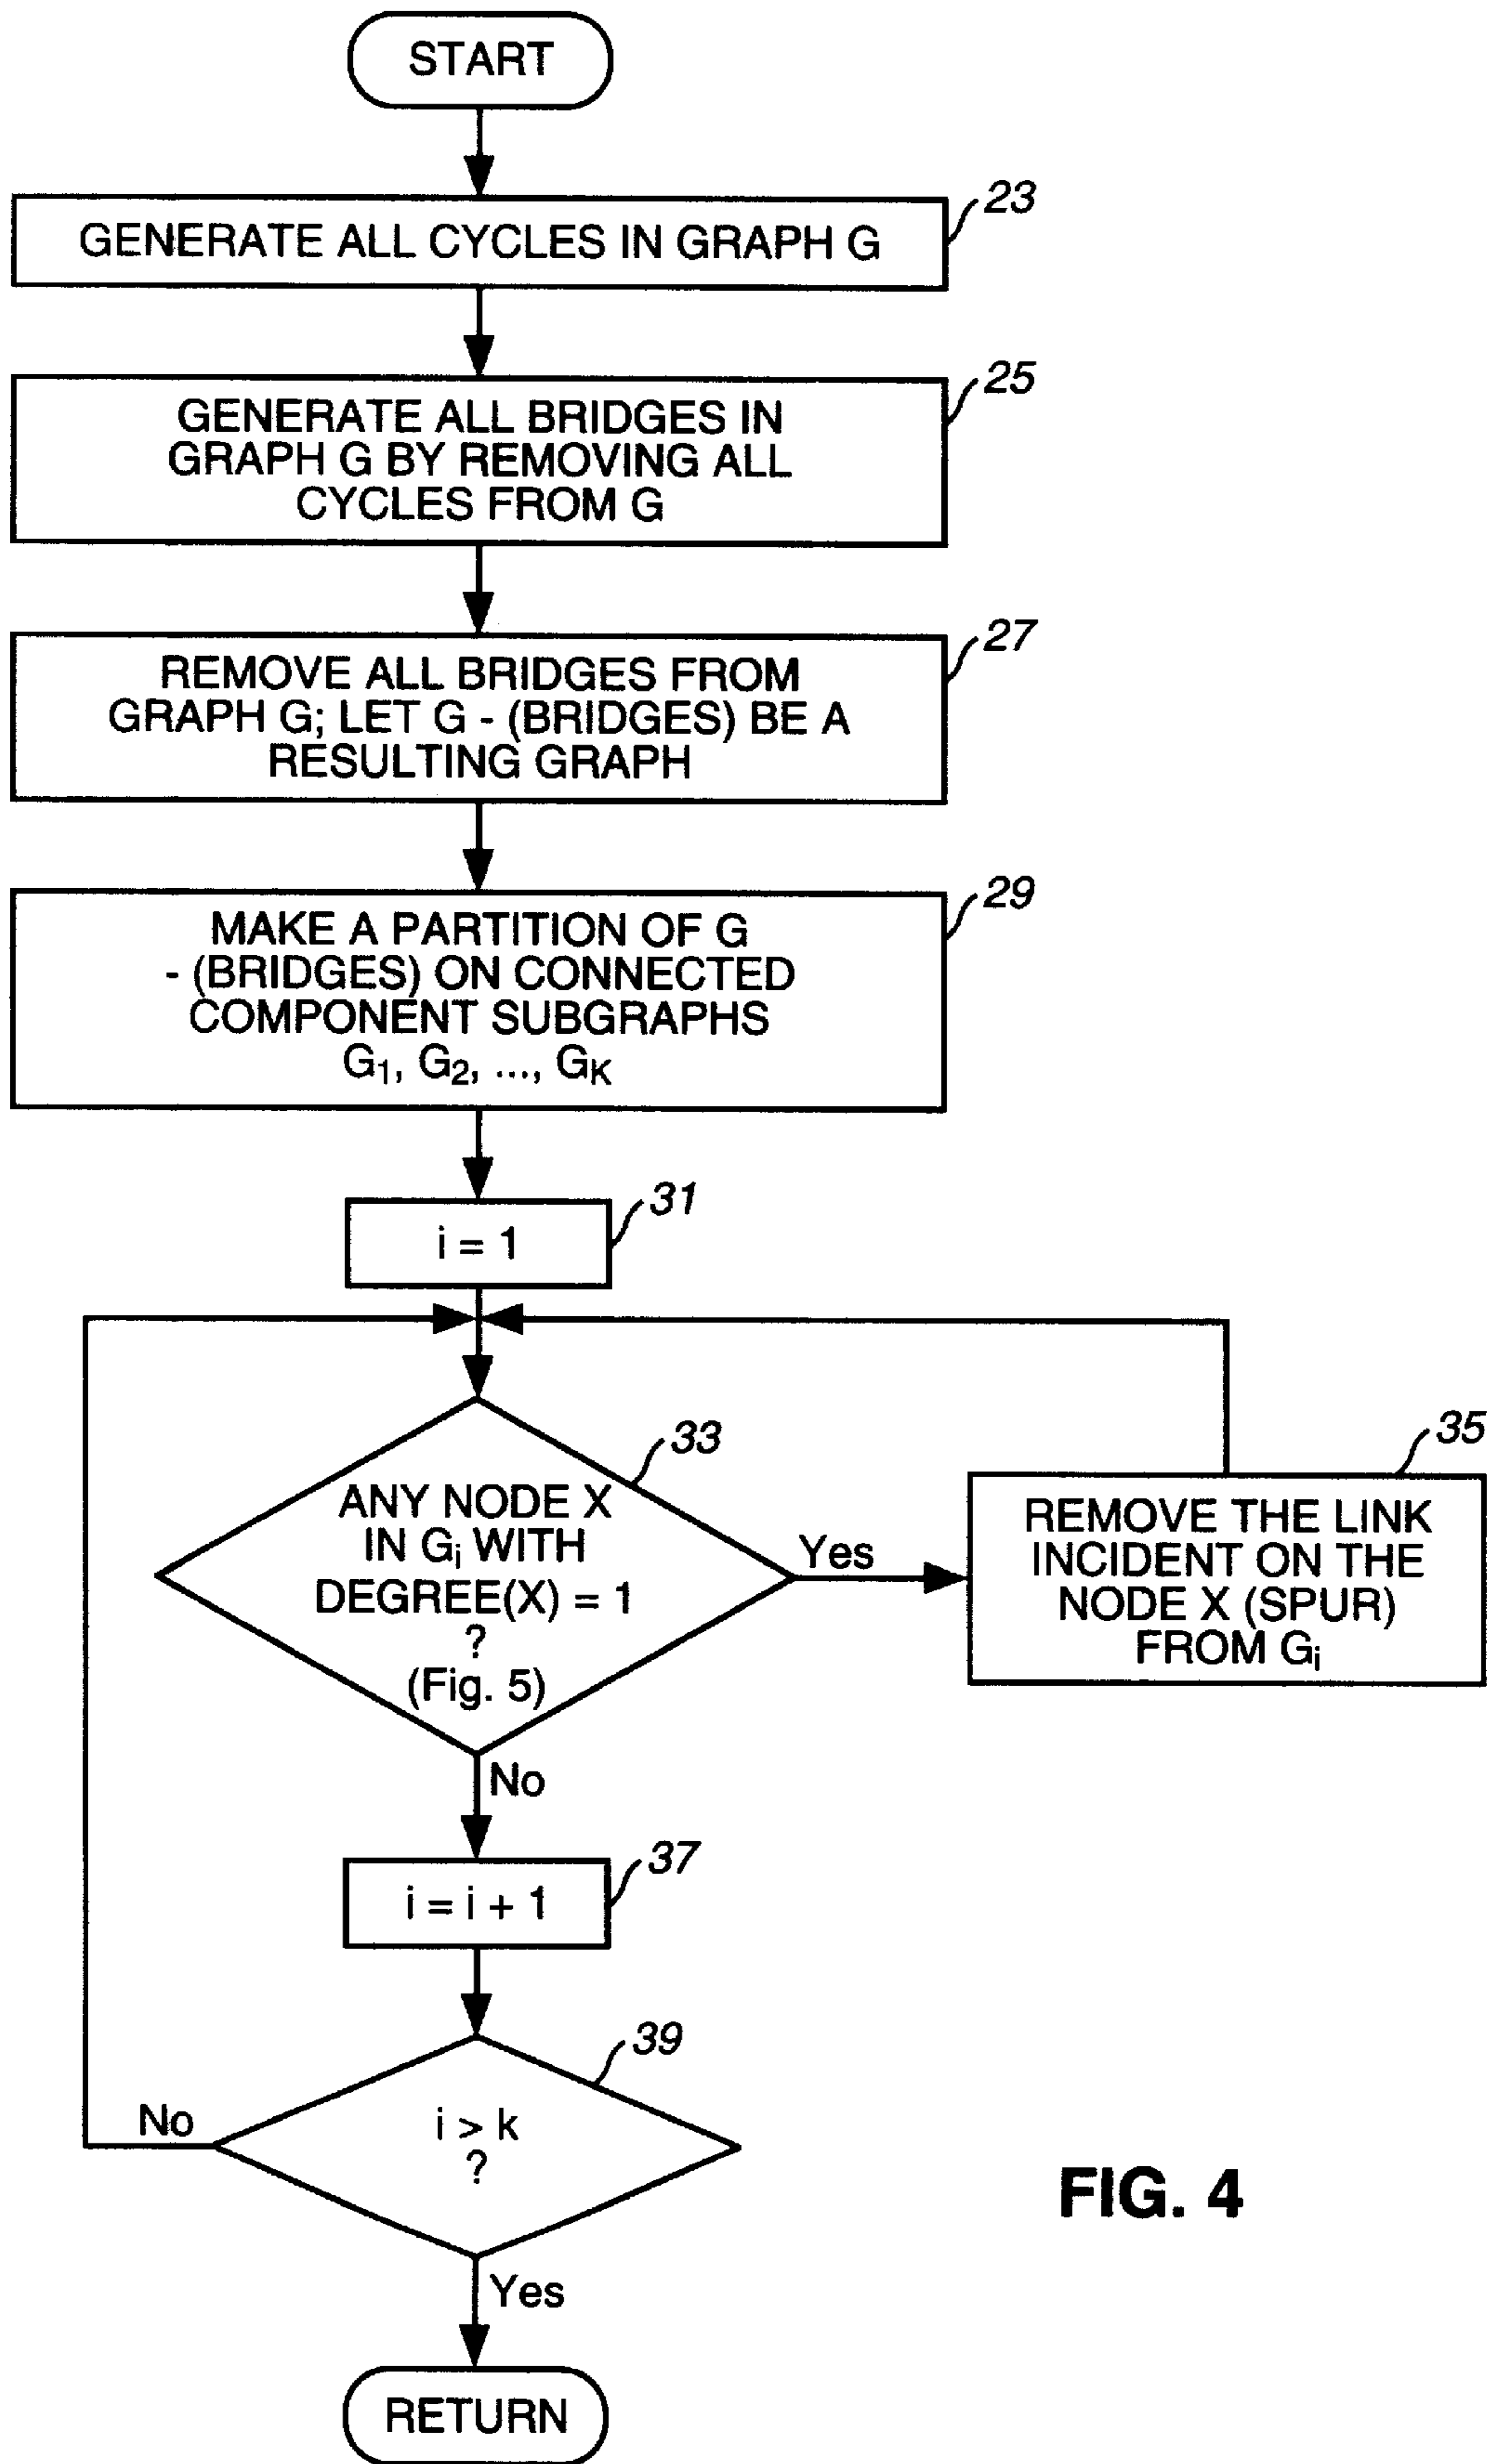 START
23
GENERATE ALL CYCLES IN GRAPH G
25
GENERATE ALL BRIDGES IN
GRAPH G BY REMOVING ALL
CYCLES FROM G
27
REMOVE ALL BRIDGES FROM
GRAPH G; LET G - (BRIDGES) BE A
RESULTING GRAPH
29
MAKE A PARTITION OF G
- (BRIDGES) ON CONNECTED
COMPONENT SUBGRAPHS
G₁, G₂, ..., Gₖ
31
i = 1
33
ANY NODE X
IN Gᵢ WITH
DEGREE(X) = 1
?
(Fig. 5)
Yes
35
REMOVE THE LINK
INCIDENT ON THE
NODE X (SPUR)
FROM Gᵢ
No
37
i = i + 1
39
i > k
?
No
Yes
RETURN
FIG. 4